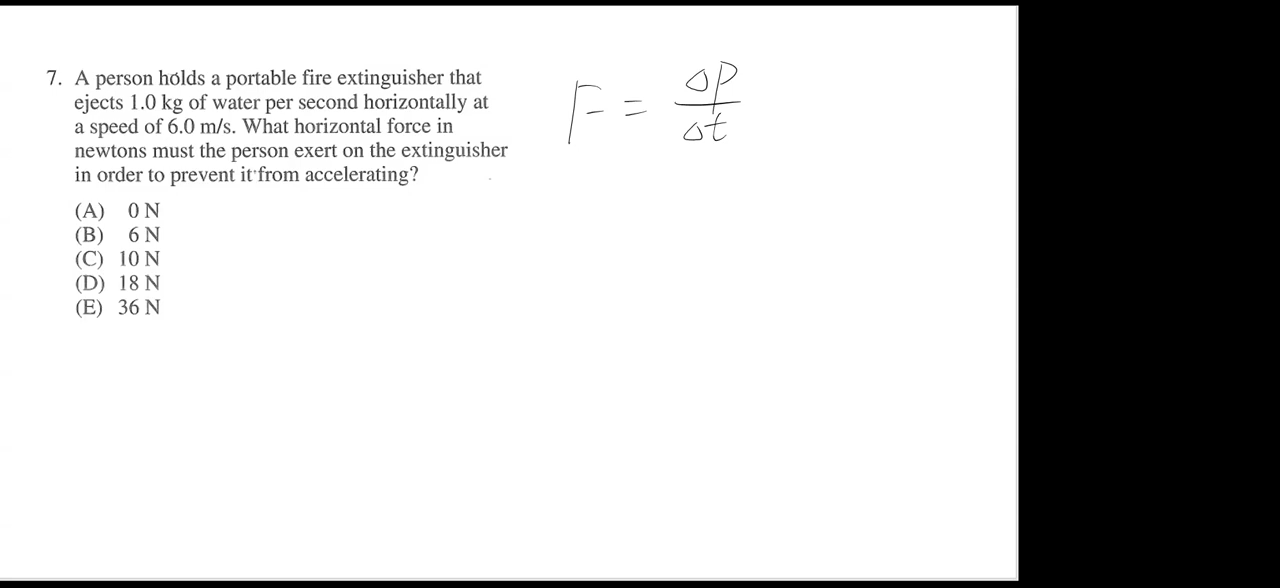 7. A person holds a portable fire extinguisher that
ejects 1.0 kg of water per second horizontally at
a speed of 6.0 m/s. What horizontal force in
newtons must the person exert on the extinguisher
in order to prevent it from accelerating?
(A) 0 N
(B) 6 N
(C) 10 N
(D) 18 N
(E) 36 N
F = ΔP
Δt